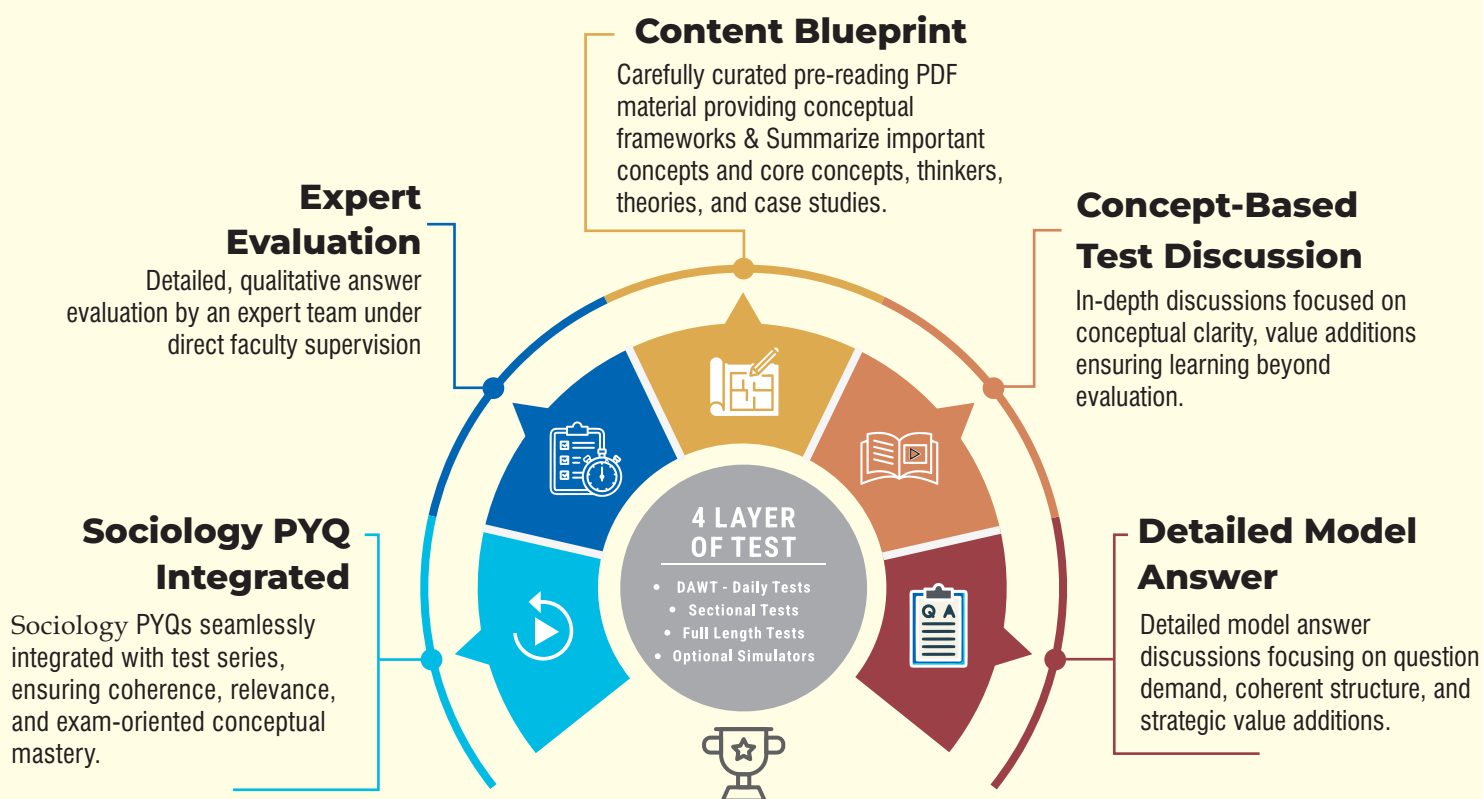 Content Blueprint
Carefully curated pre-reading PDF
material providing conceptual
frameworks & Summarize important
concepts and core concepts, thinkers,
theories, and case studies.
Expert
Evaluation
Detailed, qualitative answer
evaluation by an expert team under
direct faculty supervision
Concept-Based
Test Discussion
In-depth discussions focused on
conceptual clarity, value additions
ensuring learning beyond
evaluation.
Sociology PYQ
Integrated
Sociology PYQs seamlessly
integrated with test series,
ensuring coherence, relevance,
and exam-oriented conceptual
mastery.
4 LAYER
OF TEST
• DAWT - Daily Tests
• Sectional Tests
• Full Length Tests
• Optional Simulators
Q A
Detailed Model
Answer
Detailed model answer
discussions focusing on question
demand, coherent structure, and
strategic value additions.